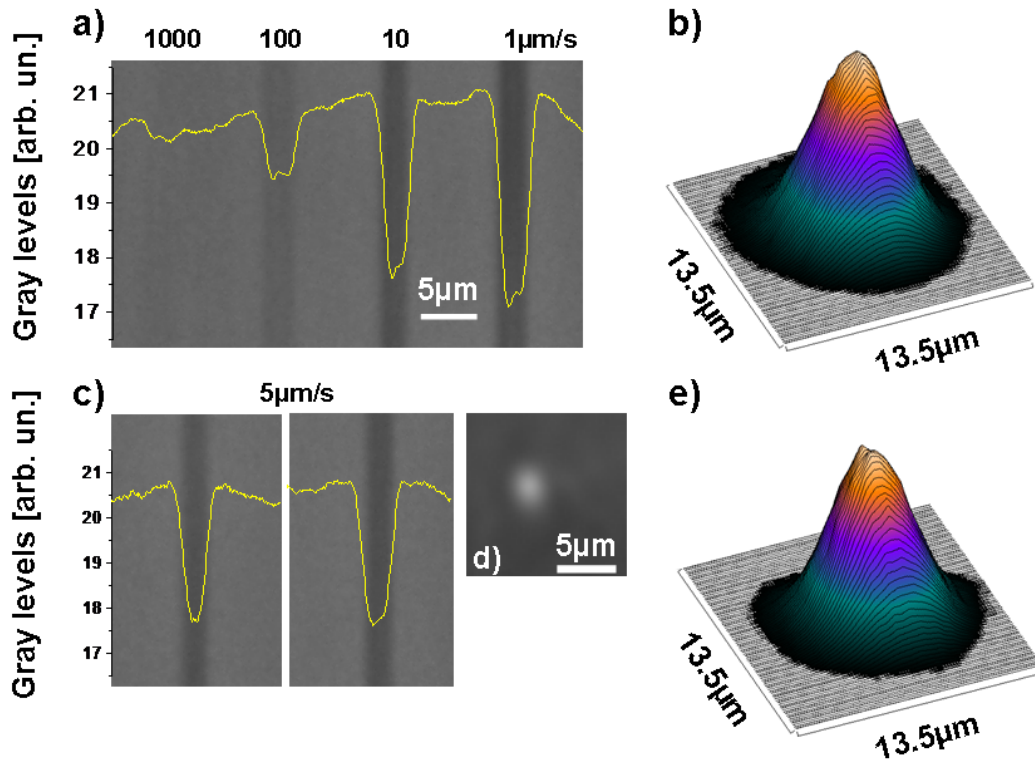 a)
1000 100 10 1µm/s
Gray levels [arb. un.]
21
20
19
18
17
5µm
b)
13.5µm
13.5µm
c)
5µm/s
Gray levels [arb. un.]
21
20
19
18
17
d)
5µm
e)
13.5µm
13.5µm